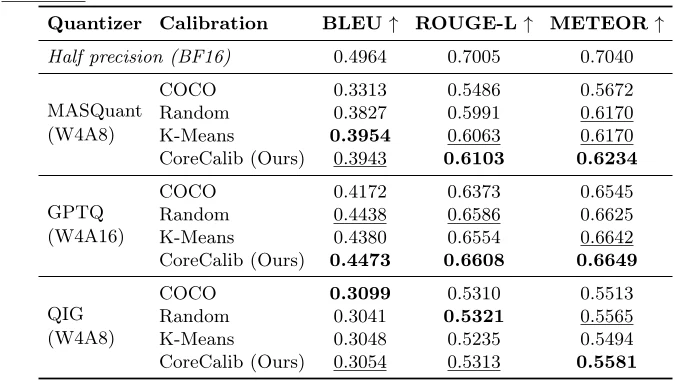 Quantizer Calibration BLEU ↑ ROUGE-L ↑ METEOR ↑
Half precision (BF16) 0.4964 0.7005 0.7040
MASQuant (W4A8)
COCO 0.3313 0.5486 0.5672
Random 0.3827 0.5991 0.6170
K-Means 0.3954 0.6063 0.6170
CoreCalib (Ours) 0.3943 0.6103 0.6234
GPTQ (W4A16)
COCO 0.4172 0.6373 0.6545
Random 0.4438 0.6586 0.6625
K-Means 0.4380 0.6554 0.6642
CoreCalib (Ours) 0.4473 0.6608 0.6649
QIG (W4A8)
COCO 0.3099 0.5310 0.5513
Random 0.3041 0.5321 0.5565
K-Means 0.3048 0.5235 0.5494
CoreCalib (Ours) 0.3054 0.5313 0.5581